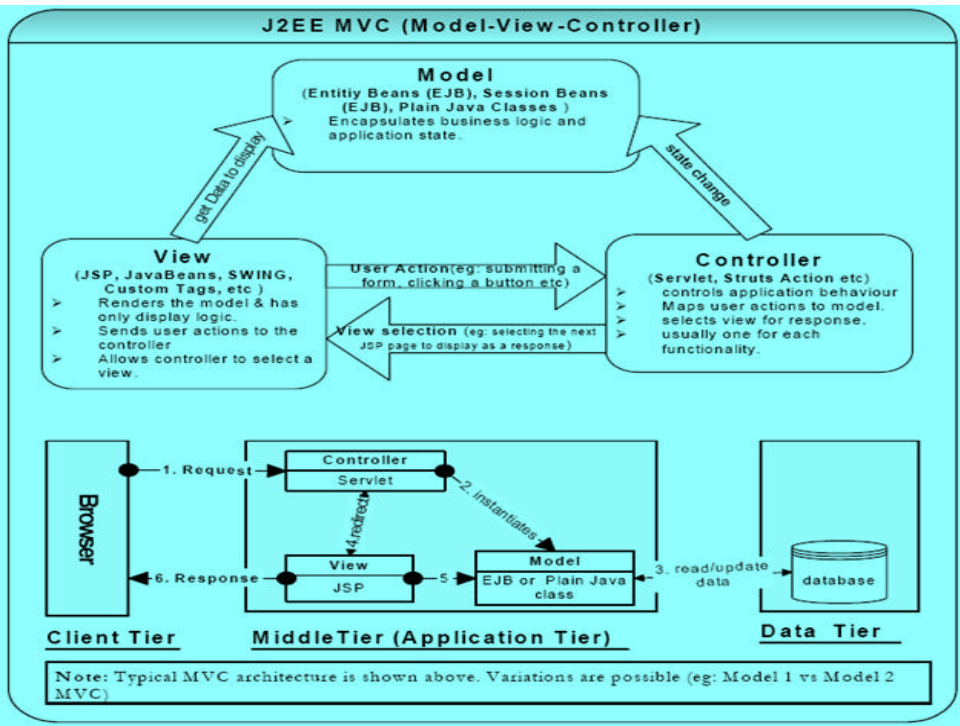 J2EE MVC (Model-View-Controller)
Model
(Entitiy Beans (EJB), Session Beans
(EJB), Plain Java Classes )
➢ Encapsulates business logic and
application state.
get Data to display
state change
View
(JSP, JavaBeans, SWING,
Custom Tags, etc )
➢ Renders the model & has
only display logic.
➢ Sends user actions to the
controller
➢ Allows controller to select a
view.
User Action(eg: submitting a
form, clicking a button etc)
View selection (eg: selecting the next
JSP page to display as a response)
Controller
(Servlet, Struts Action etc)
➢ controls application behaviour
➢ Maps user actions to model.
➢ selects view for response.
➢ usually one for each
functionality.
Browser
1. Request
Controller
Servlet
2. instantiates
4.redirect
View
JSP
6. Response
5
Model
EJB or Plain Java
class
3. read/update
data
database
Client Tier
MiddleTier (Application Tier)
Data Tier
Note: Typical MVC architecture is shown above. Variations are possible (eg: Model 1 vs Model 2
MVC)